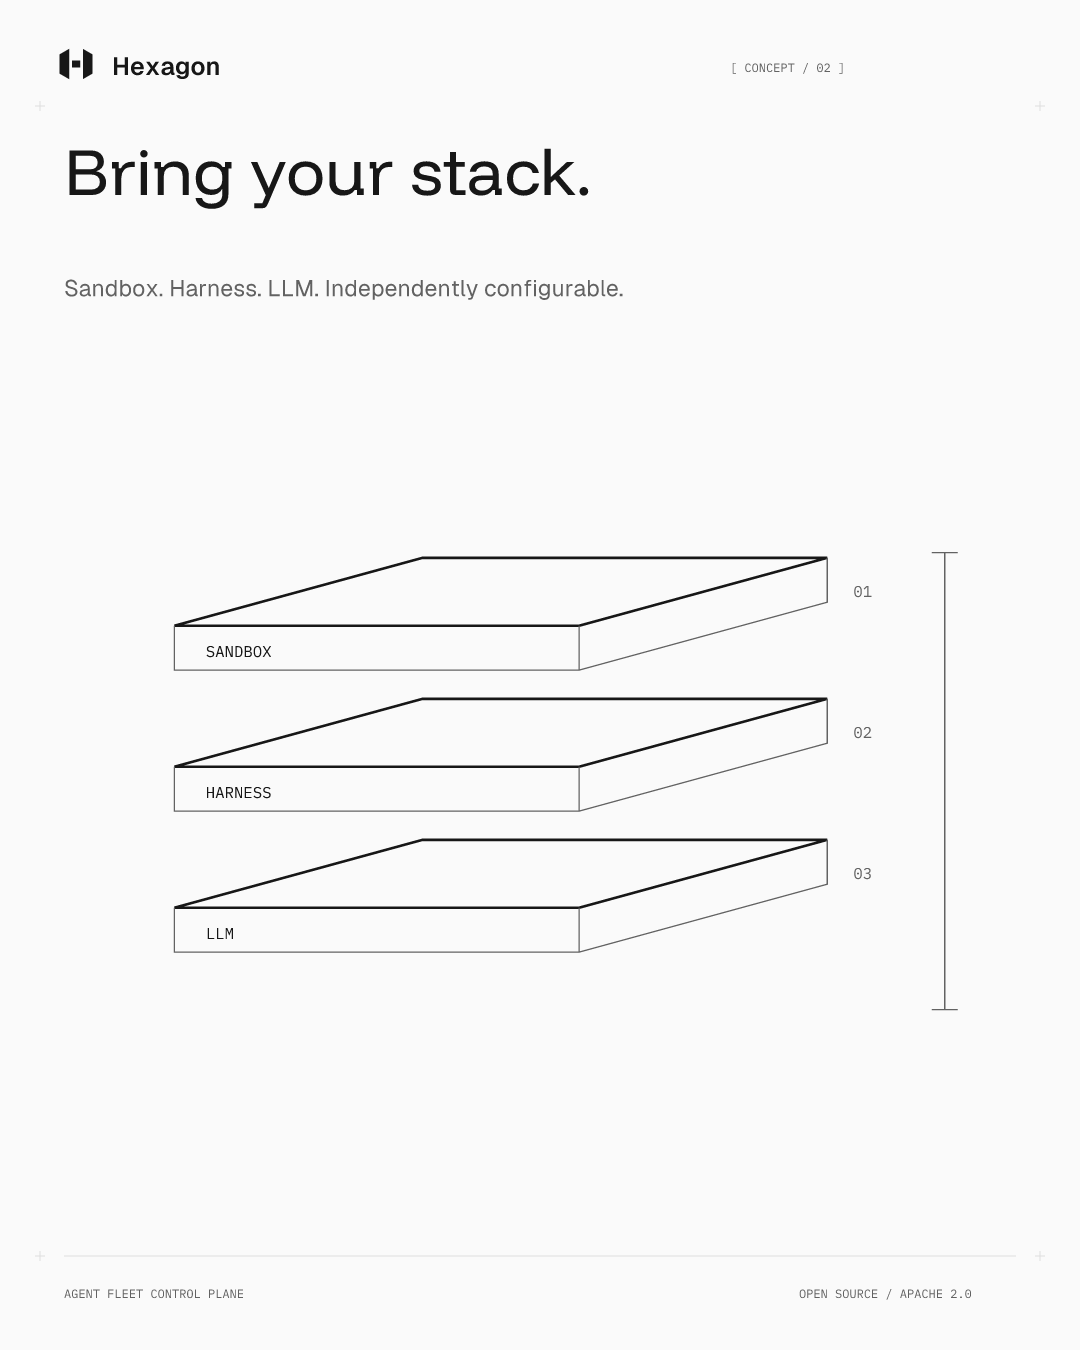 Hexagon
[ CONCEPT / 02 ]
Bring your stack.
Sandbox. Harness. LLM. Independently configurable.
01
SANDBOX
02
HARNESS
03
LLM
AGENT FLEET CONTROL PLANE
OPEN SOURCE / APACHE 2.0